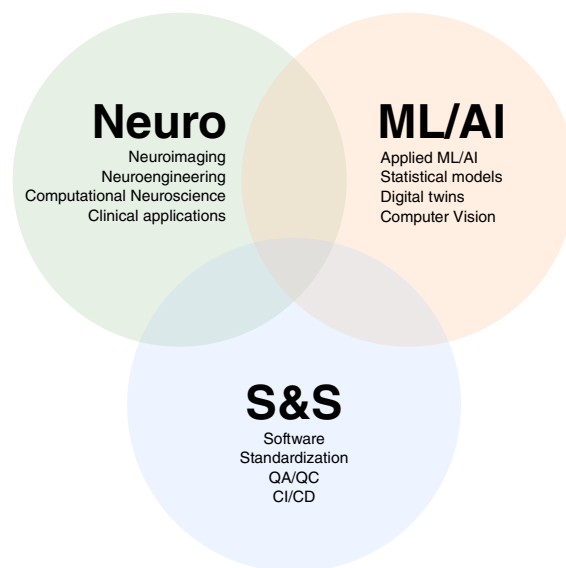 Neuro
Neuroimaging
Neuroengineering
Computational Neuroscience
Clinical applications
ML/AI
Applied ML/AI
Statistical models
Digital twins
Computer Vision
S&S
Software
Standardization
QA/QC
CI/CD